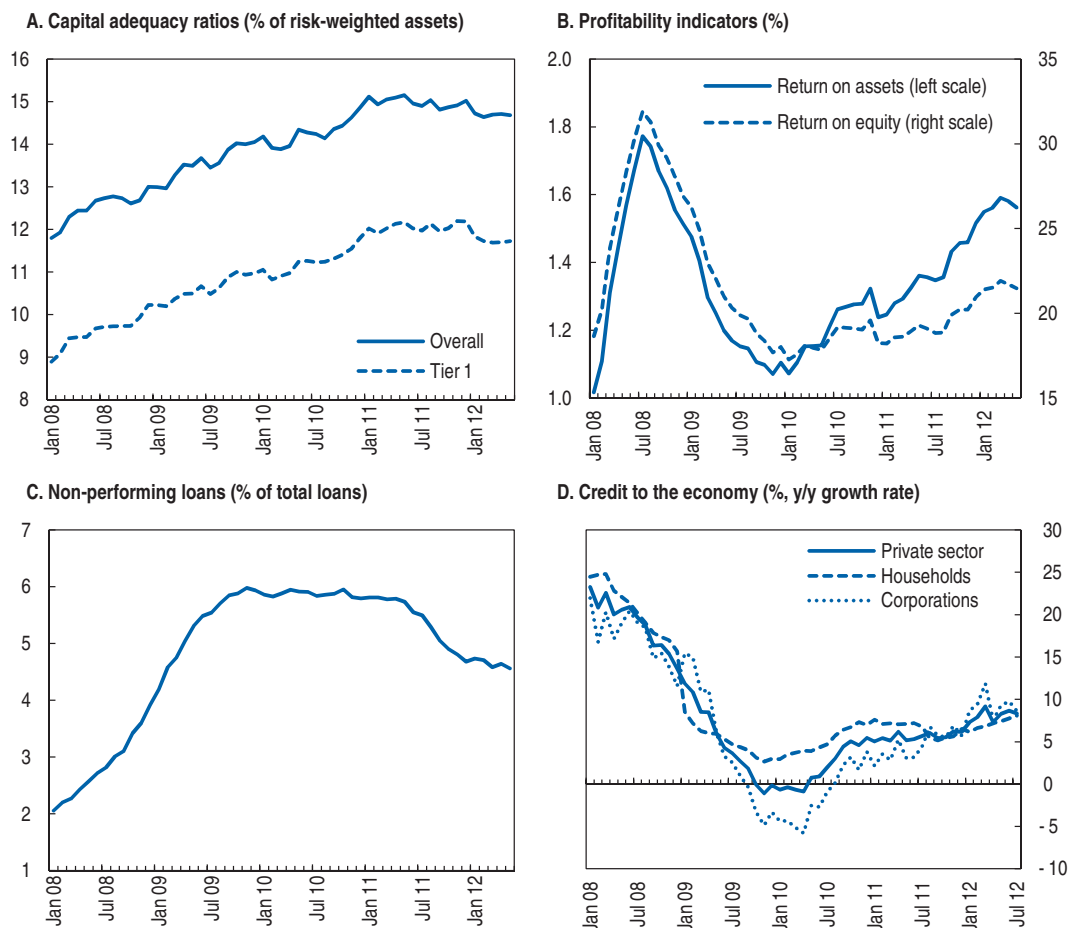 A. Capital adequacy ratios (% of risk-weighted assets)
16
15
14
13
12
11
10
9
8
Overall
Tier 1
Jan 08
Jul 08
Jan 09
Jul 09
Jan 10
Jul 10
Jan 11
Jul 11
Jan 12
B. Profitability indicators (%)
2.0
1.8
1.6
1.4
1.2
1.0
35
30
25
20
15
Return on assets (left scale)
Return on equity (right scale)
Jan 08
Jul 08
Jan 09
Jul 09
Jan 10
Jul 10
Jan 11
Jul 11
Jan 12
C. Non-performing loans (% of total loans)
7
6
5
4
3
2
1
Jan 08
Jul 08
Jan 09
Jul 09
Jan 10
Jul 10
Jan 11
Jul 11
Jan 12
D. Credit to the economy (%, y/y growth rate)
30
25
20
15
10
5
0
- 5
- 10
Private sector
Households
Corporations
Jan 08
Jul 08
Jan 09
Jul 09
Jan 10
Jul 10
Jan 11
Jul 11
Jan 12
Jul 12